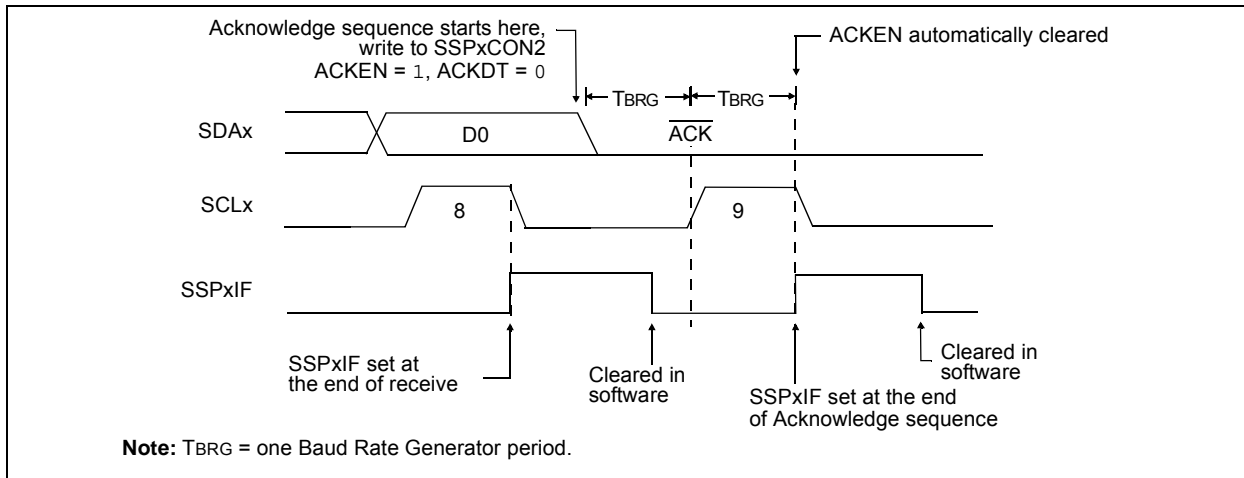 Acknowledge sequence starts here,
write to SSPxCON2
ACKEN = 1, ACKDT = 0
ACKEN automatically cleared
TBRG
TBRG
SDAx
D0
ACK
SCLx
8
9
SSPxIF
SSPxIF set at
the end of receive
Cleared in
software
SSPxIF set at the end
of Acknowledge sequence
Cleared in
software
Note: TBRG = one Baud Rate Generator period.